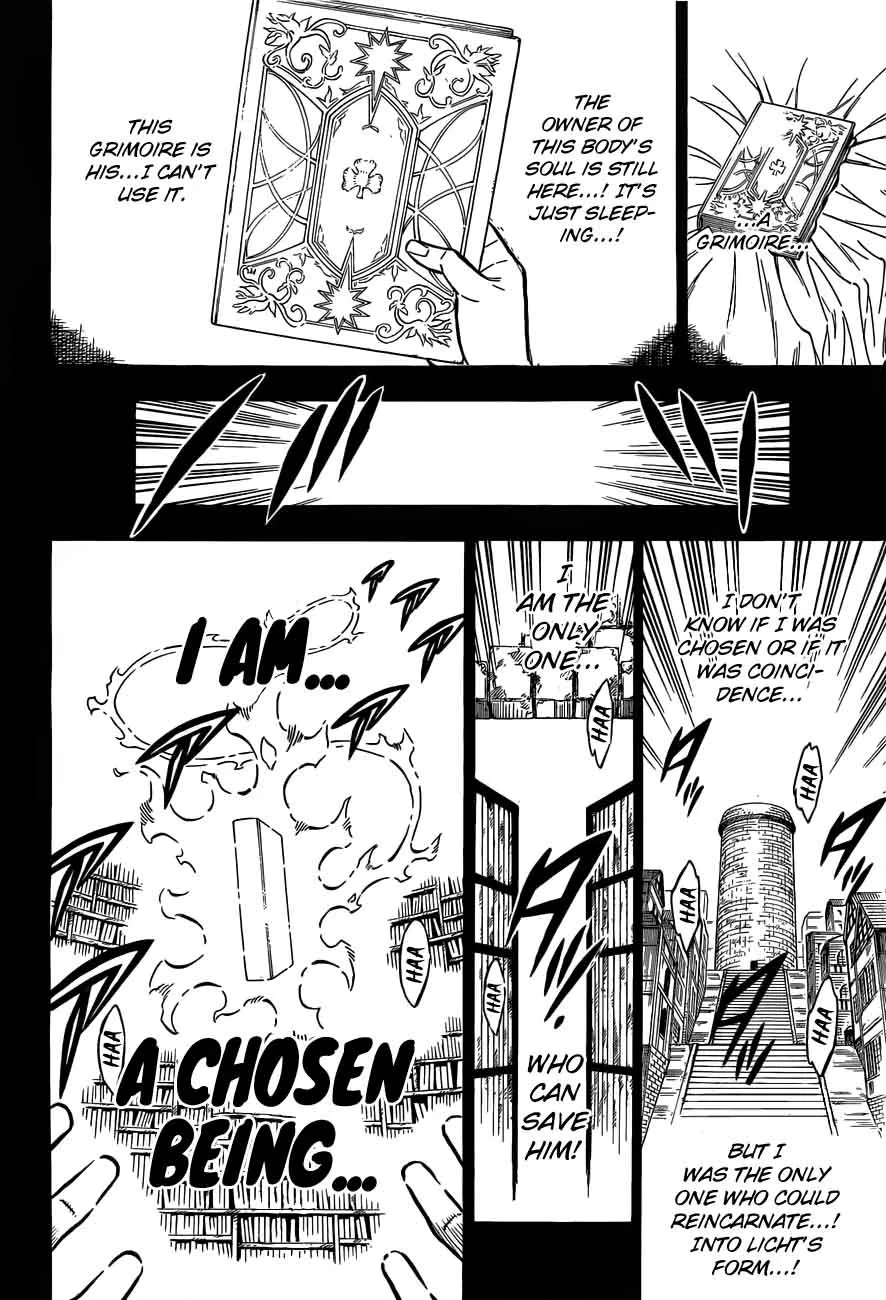 ...A
GRIMOIRE...
THE
OWNER OF
THIS BODY'S
SOUL IS STILL
HERE...! IT'S
JUST SLEEP-
ING...!
THIS
GRIMOIRE IS
HIS...I CAN'T
USE IT.
I DON'T
KNOW IF I WAS
CHOSEN OR IF IT
WAS COINCI-
DENCE...
HAA
HAA
HAA
BUT I
WAS THE ONLY
ONE WHO COULD
REINCARNATE...!
INTO LICHT'S
FORM...!
I
AM THE
ONLY
ONE...
HAA
HAA
WHO
CAN
SAVE
HIM!
I AM...
HAA
HAA
A CHOSEN
BEING...